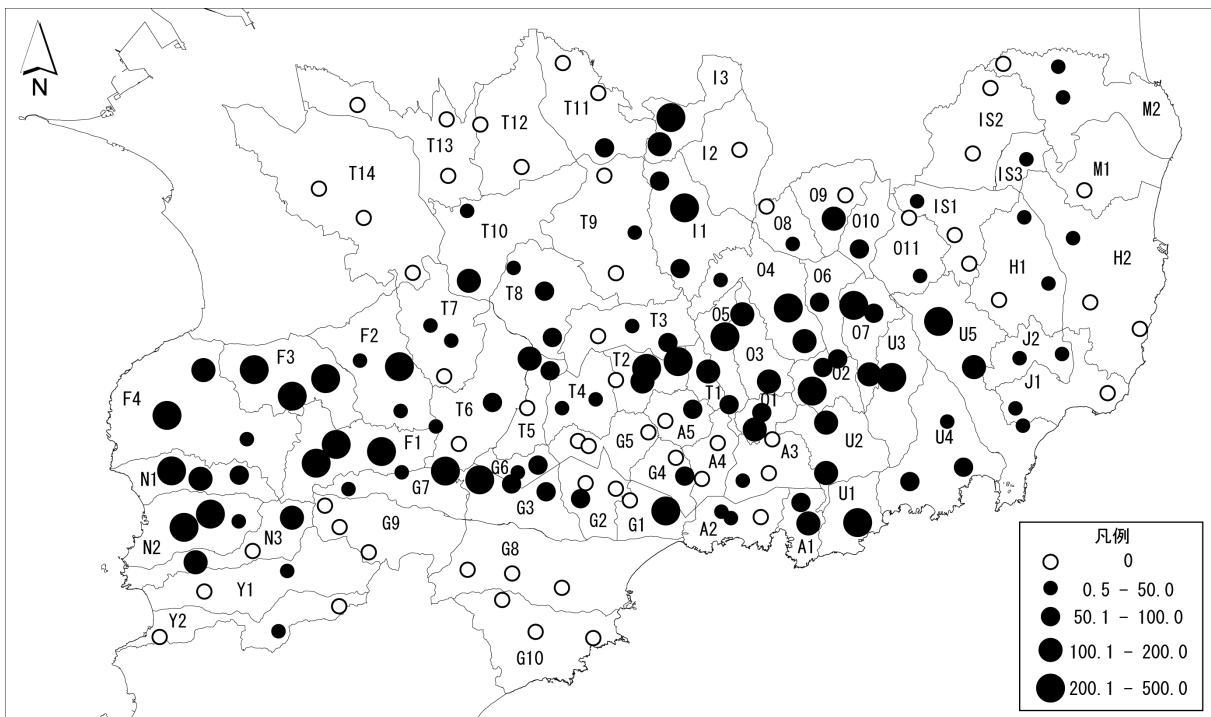 N
I3
T11
M2
T12
T13
IS2
I2
IS3
M1
T14
O9
IS1
O8
O10
T9
I1
T10
O11
H1
H2
O4
O6
T8
T7
O5
O7
U5
F2
T3
F3
J2
O3
U3
T2
O2
J1
T4
T1
F4
O1
T6
T5
A5
U4
U2
G5
F1
A3
A4
G6
G4
N1
G7
G3
U1
G2
G1
G9
A2
A1
N2
N3
凡例
G8
0
Y1
0.5 - 50.0
50.1 - 100.0
Y2
100.1 - 200.0
G10
200.1 - 500.0